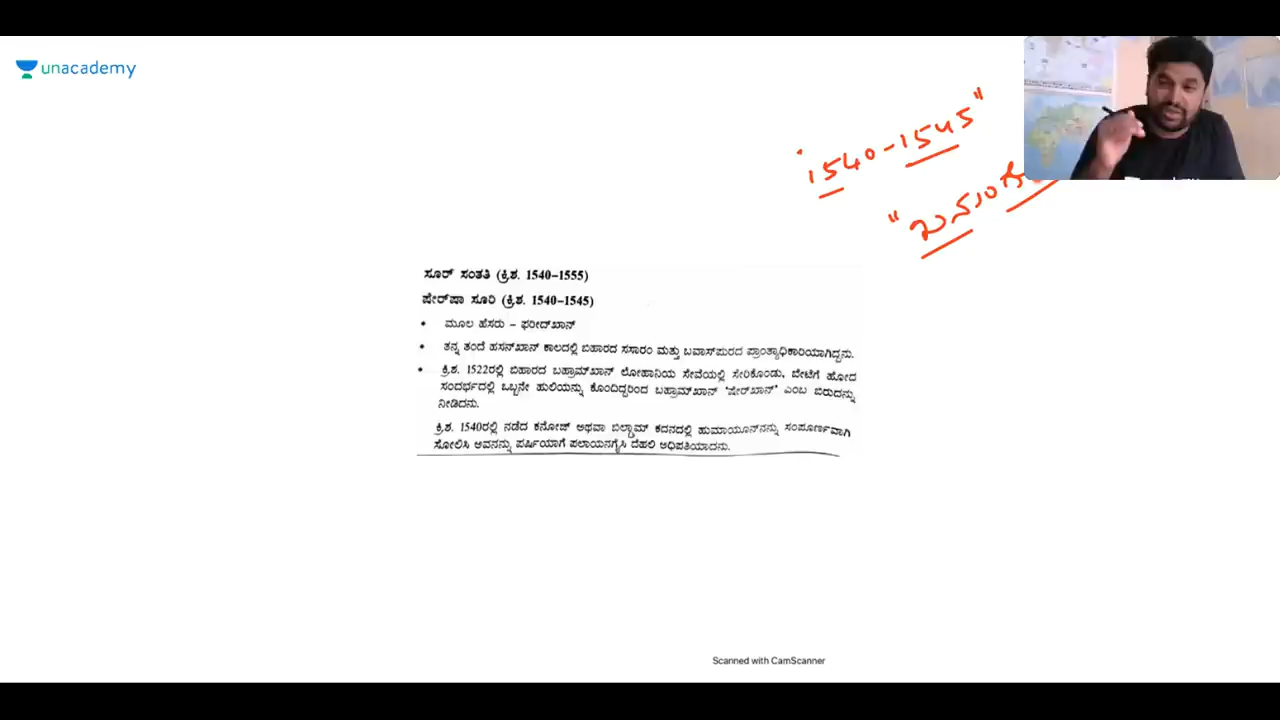 unacademy
1540-1545"
ಸೂರ್ ಸಂತತಿ (ಕ್ರಿ.ಶ. 1540–1555)
ಷೇರ್‌ಷಾ ಸೂರಿ (ಕ್ರಿ.ಶ. 1540–1545)
• ಮೂಲ ಹೆಸರು – ಫರೀದ್‌ಖಾನ್
• ತನ್ನ ತಂದೆ ಹಸನ್‌ಖಾನ್ ಕಾಲದಲ್ಲಿ ಬಿಹಾರದ ಸಸಾರಂ ಮತ್ತು ಬವಾಸ್‌ಪುರದ ಪ್ರಾಂತ್ಯಾಧಿಕಾರಿಯಾಗಿದ್ದನು.
• ಕ್ರಿ.ಶ. 1522ರಲ್ಲಿ ಬಿಹಾರದ ಬಹ್ರಾಮ್‌ಖಾನ್ ಲೋಹಾನಿಯ ಸೇವೆಯಲ್ಲಿ ಸೇರಿಕೊಂಡು, ಬೇಟೆಗೆ ಹೋದ
ಸಂದರ್ಭದಲ್ಲಿ ಒಬ್ಬನೇ ಹುಲಿಯನ್ನು ಕೊಂದಿದ್ದರಿಂದ ಬಹ್ರಾಮ್‌ಖಾನ್ 'ಷೇರ್‌ಖಾನ್' ಎಂಬ ಬಿರುದನ್ನು
ನೀಡಿದನು.
ಕ್ರಿ.ಶ. 1540ರಲ್ಲಿ ನಡೆದ ಕನೋಜ್ ಅಥವಾ ಬಿಲ್ಗ್ರಾಮ್ ಕದನದಲ್ಲಿ ಹುಮಾಯೂನ್‌ನನ್ನು ಸಂಪೂರ್ಣವಾಗಿ
ಸೋಲಿಸಿ ಅವನನ್ನು ಪರ್ಷಿಯಾಗೆ ಪಲಾಯನಗೈಸಿ ದೆಹಲಿ ಅಧಿಪತಿಯಾದನು.
Scanned with CamScanner